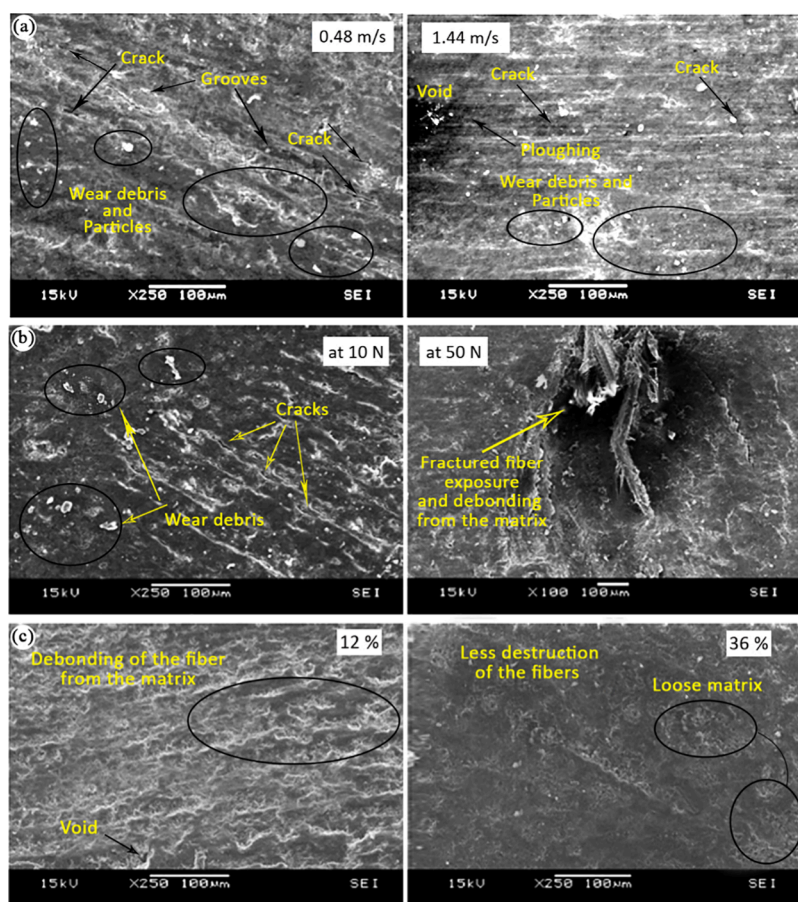 (a)
0.48 m/s
Crack
Grooves
Crack
Wear debris
and
Particles
15kV X250 100µm SEI
1.44 m/s
Void
Crack
Crack
Ploughing
Wear debris and
Particles
15kV X250 100µm SEI
(b)
at 10 N
Cracks
Wear debris
15kV X250 100µm SEI
at 50 N
Fractured fiber
exposure
and debonding
from the matrix
15kV X100 100µm SEI
(c)
12 %
Debonding of the fiber
from the matrix
Void
15kV X250 100µm SEI
36 %
Less destruction
of the fibers
Loose matrix
15kV X250 100µm SEI